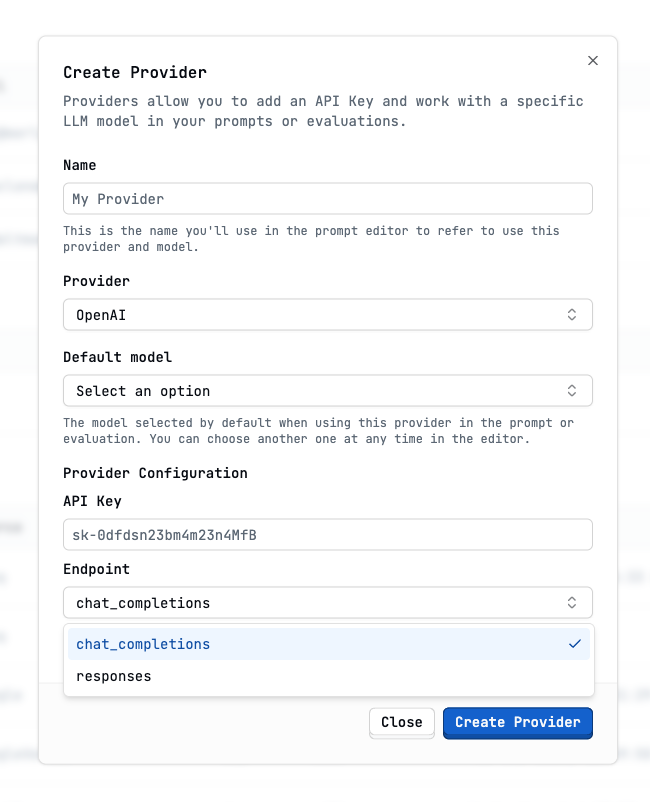 Create Provider
Providers allow you to add an API Key and work with a specific
LLM model in your prompts or evaluations.
Name
My Provider
This is the name you'll use in the prompt editor to refer to use this
provider and model.
Provider
OpenAI
Default model
Select an option
The model selected by default when using this provider in the prompt or
evaluation. You can choose another one at any time in the editor.
Provider Configuration
API Key
sk-0dfdsn23bm4m23n4MfB
Endpoint
chat_completions
chat_completions
responses
Close
Create Provider